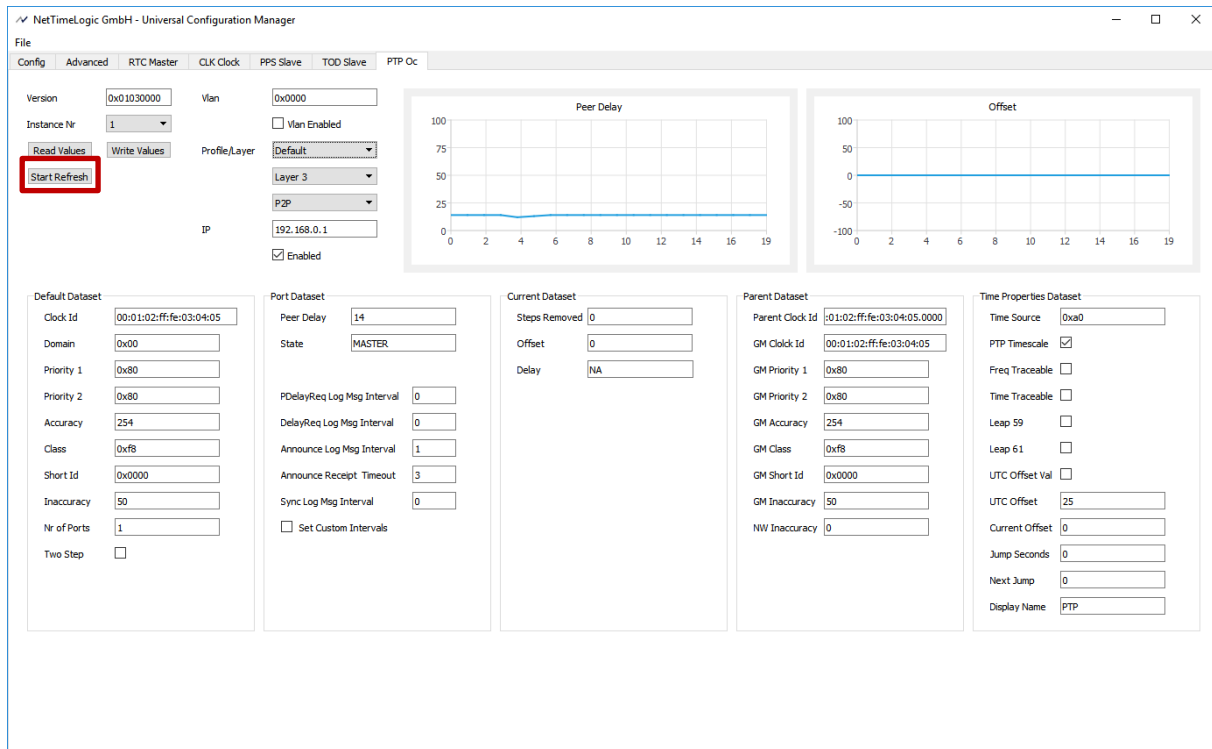 NetTimeLogic GmbH - Universal Configuration Manager
File
Config Advanced RTC Master CLK Clock PPS Slave TOD Slave PTP Oc
Version 0x01030000 Vlan 0x0000
Instance Nr 1 Vlan Enabled
Read Values Write Values Profile/Layer Default
Start Refresh Layer 3
P2P
IP 192.168.0.1
Enabled
Peer Delay
100
75
50
25
0
0 2 4 6 8 10 12 14 16 19
Offset
100
50
0
-50
-100
0 2 4 6 8 10 12 14 16 19
Default Dataset
Clock Id 00:01:02:ff:fe:03:04:05
Domain 0x00
Priority 1 0x80
Priority 2 0x80
Accuracy 254
Class 0xf8
Short Id 0x0000
Inaccuracy 50
Nr of Ports 1
Two Step
Port Dataset
Peer Delay 14
State MASTER
PDelayReq Log Msg Interval 0
DelayReq Log Msg Interval 0
Announce Log Msg Interval 1
Announce Receipt Timeout 3
Sync Log Msg Interval 0
Set Custom Intervals
Current Dataset
Steps Removed 0
Offset 0
Delay NA
Parent Dataset
Parent Clock Id :01:02:ff:fe:03:04:05.0000
GM Clolck Id 00:01:02:ff:fe:03:04:05
GM Priority 1 0x80
GM Priority 2 0x80
GM Accuracy 254
GM Class 0xf8
GM Short Id 0x0000
GM Inaccuracy 50
NW Inaccuracy 0
Time Properties Dataset
Time Source 0xa0
PTP Timescale
Freq Traceable
Time Traceable
Leap 59
Leap 61
UTC Offset Val
UTC Offset 25
Current Offset 0
Jump Seconds 0
Next Jump 0
Display Name PTP